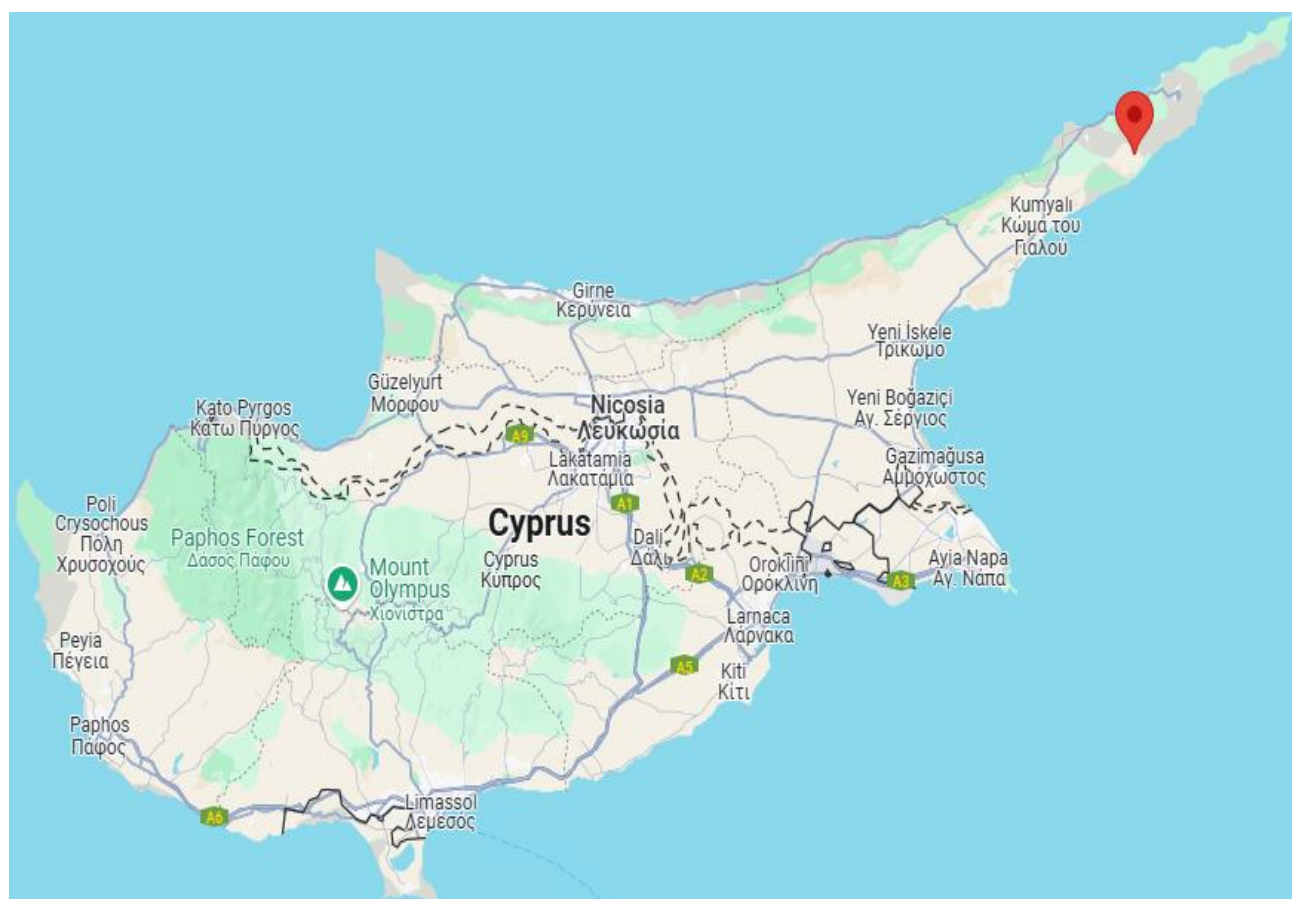 Kumyalı
Κώμα του
Γιαλού
Girne
Κερύνεια
Yeni İskele
Τρίκωμο
Güzelyurt
Μόρφου
Yeni Boğaziçi
Αγ. Σέργιος
Kato Pyrgos
Κάτω Πύργος
Nicosia
Λευκωσία
A9
Gazimağusa
Αμμόχωστος
Lakatamia
Λακατάμια
Poli
Crysochous
Πόλη
Χρυσοχούς
A1
Paphos Forest
Δασος Παφου
Cyprus
Dali
Δάλι
Mount
Olympus
Χιονίστρα
Cyprus
Κύπρος
A2
Oroklini
Ορόκλινη
A3
Ayia Napa
Αγ. Νάπα
Larnaca
Λάρνακα
Peyia
Πέγεια
A5
Kiti
Κίτι
Paphos
Πάφος
A6
Limassol
Λεμεσός